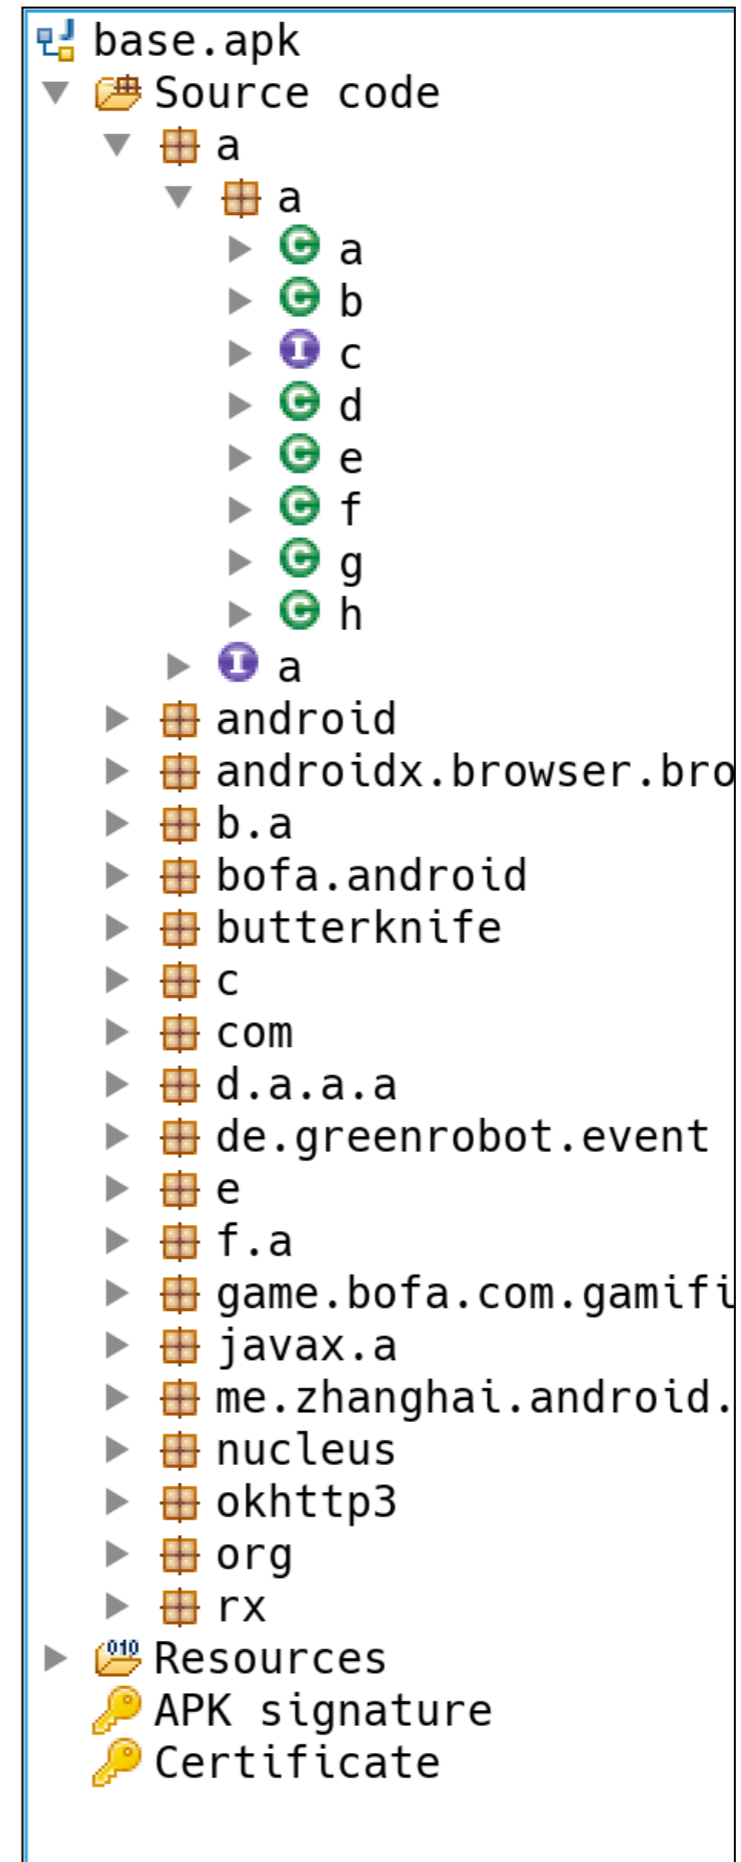 base.apk
Source code
a
a
a
b
c
d
e
f
g
h
a
android
androidx.browser.bro
b.a
bofa.android
butterknife
c
com
d.a.a.a
de.greenrobot.event
e
f.a
game.bofa.com.gamifi
javax.a
me.zhanghai.android.
nucleus
okhttp3
org
rx
Resources
APK signature
Certificate